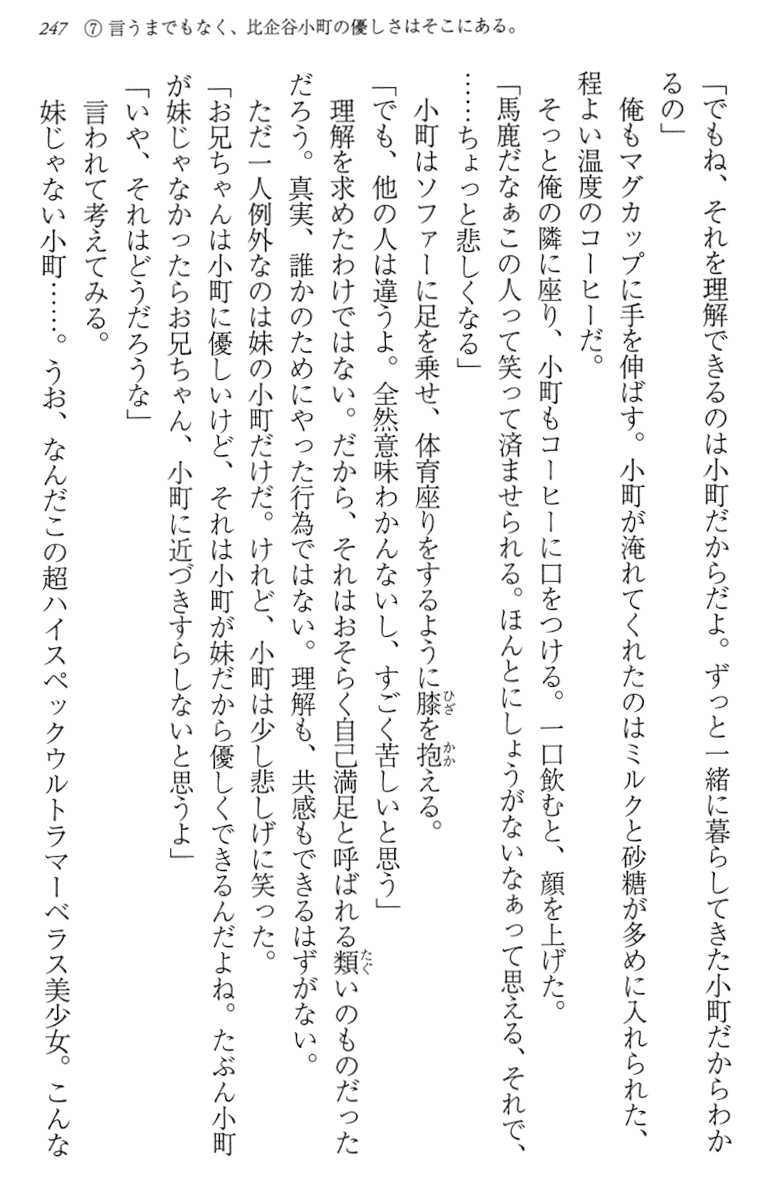 247 ⑦ 言うまでもなく、比企谷小町の優しさはそこにある。
「でもね、それを理解できるのは小町だからだよ。ずっと一緒に暮らしてきた小町だからわか
るの」
俺もマグカップに手を伸ばす。小町が淹れてくれたのはミルクと砂糖が多めに入れられた、
程よい温度のコーヒーだ。
そっと俺の隣に座り、小町もコーヒーに口をつける。一口飲むと、顔を上げた。
「馬鹿だなぁこの人って笑って済ませられる。ほんとにしょうがないなぁって思える、それで、
……ちょっと悲しくなる」
小町はソファーに足を乗せ、体育座りをするように膝ひざを抱かかえる。
「でも、他の人は違うよ。全然意味わかんないし、すごく苦しいと思う」
理解を求めたわけではない。だから、それはおそらく自己満足と呼ばれる類たぐいのものだった
だろう。真実、誰かのためにやった行為ではない。理解も、共感もできるはずがない。
ただ一人例外なのは妹の小町だけだ。けれど、小町は少し悲しげに笑った。
「お兄ちゃんは小町に優しいけど、それは小町が妹だから優しくできるんだよね。たぶん小町
が妹じゃなかったらお兄ちゃん、小町に近づきすらしないと思うよ」
「いや、それはどうだろうな」
言われて考えてみる。
妹じゃない小町……。うお、なんだこの超ハイスペックウルトラマーベラス美少女。こんな